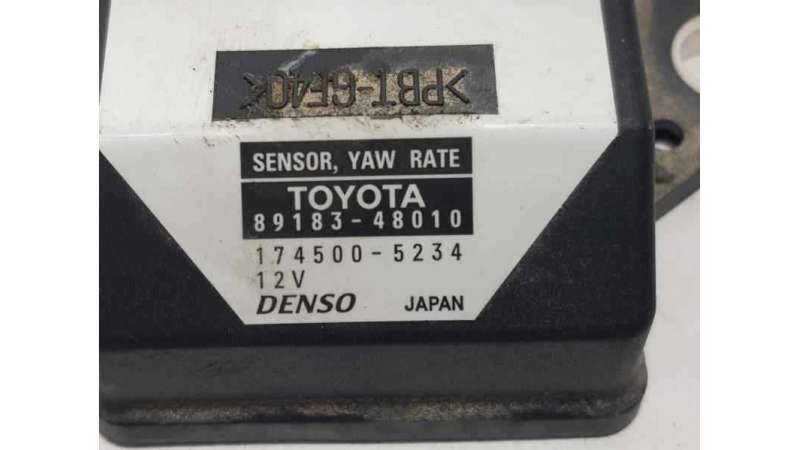 >PBT-GF40<
SENSOR, YAW RATE
TOYOTA
89183-48010
174500-5234
12V
DENSO JAPAN